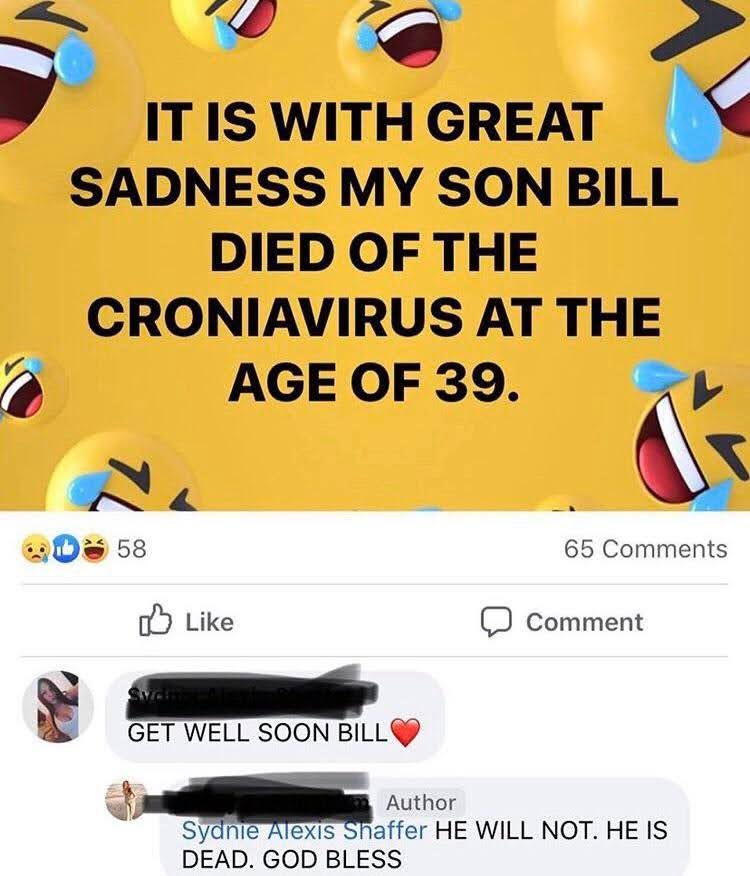 IT IS WITH GREAT
SADNESS MY SON BILL
DIED OF THE
CRONIAVIRUS AT THE
AGE OF 39.
58
65 Comments
Like
Comment
GET WELL SOON BILL❤️
Author
Sydnie Alexis Shaffer HE WILL NOT. HE IS
DEAD. GOD BLESS